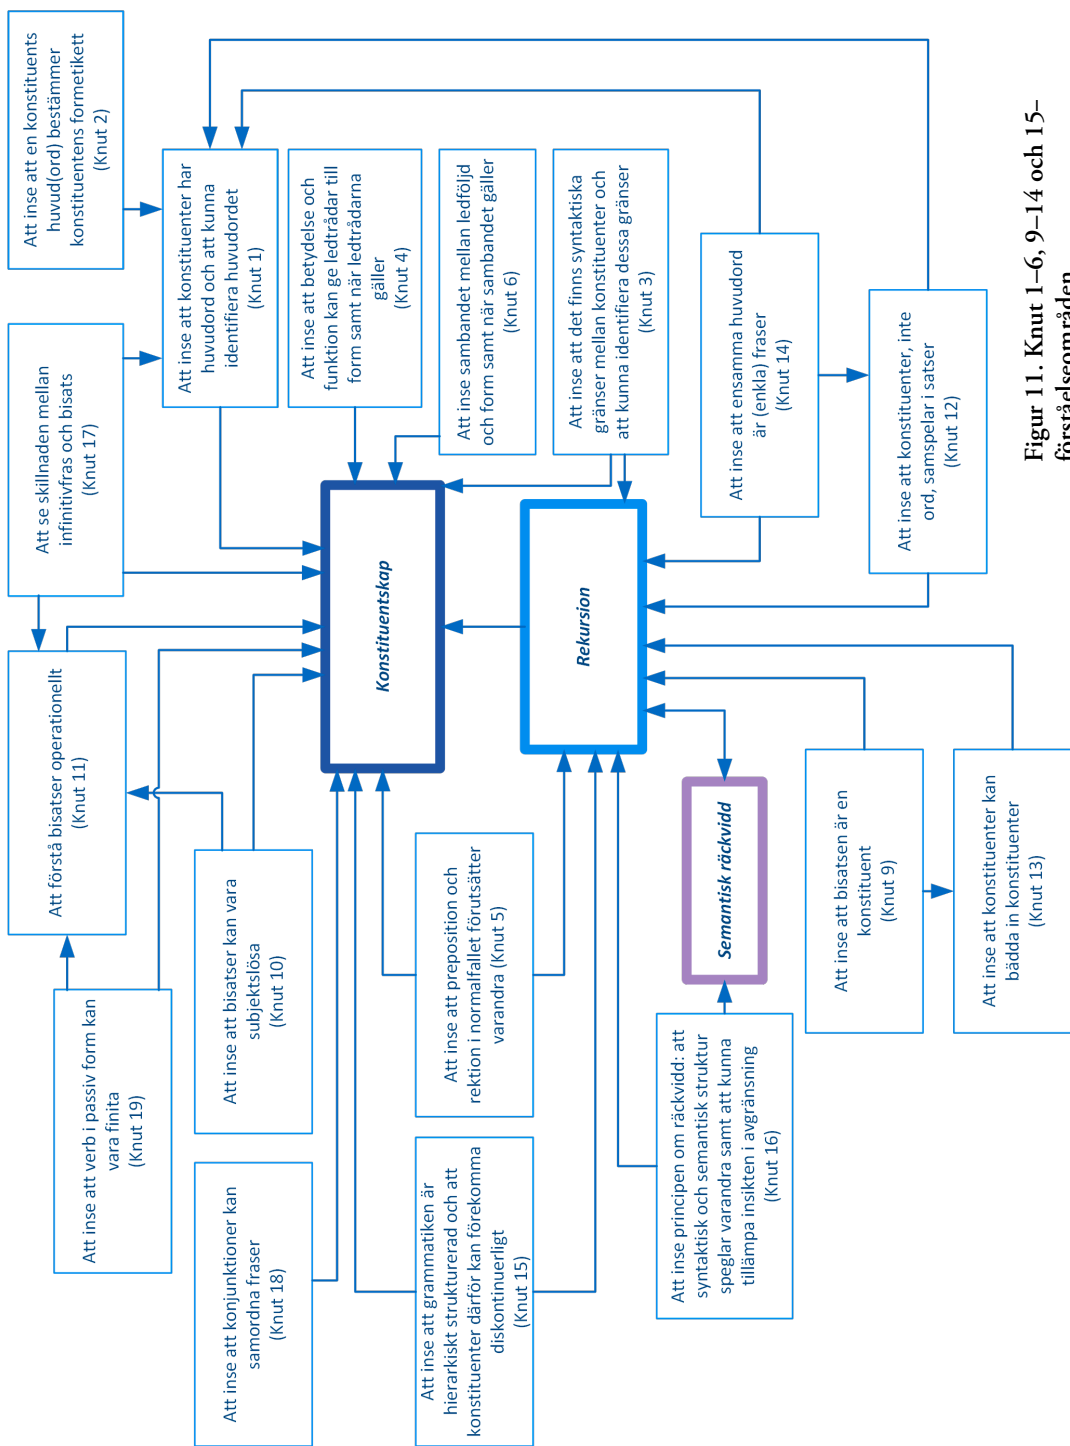 Att förstå bisatser operationellt
(Knut 11)
Att se skillnaden mellan
infinitivfras och bisats
(Knut 17)
Att inse att en konstituents
huvud(ord) bestämmer
konstituentens formetikett
(Knut 2)
Att inse att verb i passiv form kan
vara finita
(Knut 19)
Att inse att konjunktioner kan
samordna fraser
(Knut 18)
Att inse att bisatser kan vara
subjektslösa
(Knut 10)
Att inse att konstituenter har
huvudord och att kunna
identifiera huvudordet
(Knut 1)
Att inse att betydelse och
funktion kan ge ledtrådar till
form samt när ledtrådarna
gäller
(Knut 4)
Konstituentskap
Att inse att grammatiken är
hierarkiskt strukturerad och att
konstituenter därför kan förekomma
diskontinuerligt
(Knut 15)
Att inse att preposition och
rektion i normalfallet förutsätter
varandra (Knut 5)
Att inse sambandet mellan ledföljd
och form samt när sambandet gäller
(Knut 6)
Rekursion
Att inse att det finns syntaktiska
gränser mellan konstituenter och
att kunna identifiera dessa gränser
(Knut 3)
Att inse principen om räckvidd: att
syntaktisk och semantisk struktur
speglar varandra samt att kunna
tillämpa insikten i avgränsning
(Knut 16)
Semantisk räckvidd
Att inse att ensamma huvudord
är (enkla) fraser
(Knut 14)
Att inse att bisatsen är en
konstituent
(Knut 9)
Att inse att konstituenter, inte
ord, samspelar i satser
(Knut 12)
Att inse att konstituenter kan
bädda in konstituenter
(Knut 13)
Figur 11. Knut 1–6, 9–14 och 15–
förståelseområden